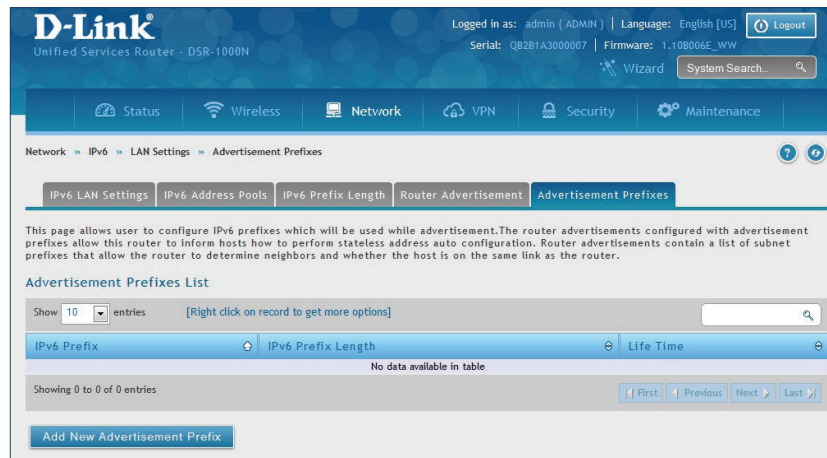 D-Link
Unified Services Router - DSR-1000N
Logged in as: admin ( ADMIN ) | Language: English [US]
Logout
Serial: QB2B1A3000007 | Firmware: 1.10B006E_WW
Wizard
System Search...
Status
Wireless
Network
VPN
Security
Maintenance
Network » IPv6 » LAN Settings » Advertisement Prefixes
IPv6 LAN Settings
IPv6 Address Pools
IPv6 Prefix Length
Router Advertisement
Advertisement Prefixes
This page allows user to configure IPv6 prefixes which will be used while advertisement.The router advertisements configured with advertisement
prefixes allow this router to inform hosts how to perform stateless address auto configuration. Router advertisements contain a list of subnet
prefixes that allow the router to determine neighbors and whether the host is on the same link as the router.
Advertisement Prefixes List
Show 10 entries
[Right click on record to get more options]
IPv6 Prefix
IPv6 Prefix Length
Life Time
No data available in table
Showing 0 to 0 of 0 entries
First
Previous
Next
Last
Add New Advertisement Prefix